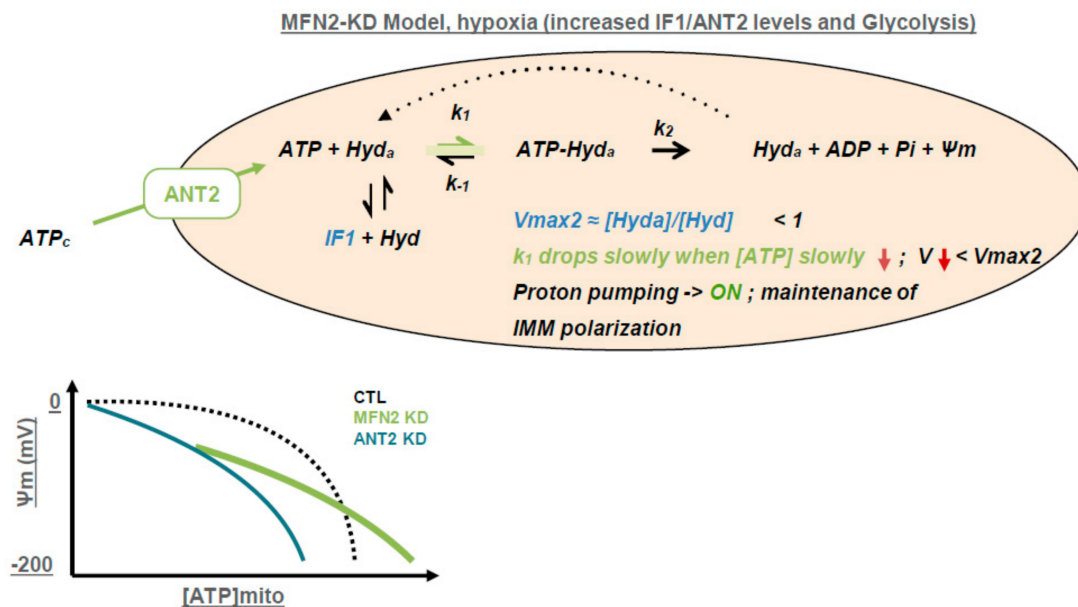 MFN2-KD Model, hypoxia (increased IF1/ANT2 levels and Glycolysis)
k₁
k₂
ATP + Hydₐ
ATP-Hydₐ
Hydₐ + ADP + Pi + Ψm
k₋₁
ANT2
ATPc
IF1 + Hyd
Vmax2 ≈ [Hyda]/[Hyd] < 1
k₁ drops slowly when [ATP] slowly ; V < Vmax2
Proton pumping -> ON ; maintenance of
IMM polarization
0
CTL
MFN2 KD
ANT2 KD
Ψm (mV)
-200
[ATP]mito